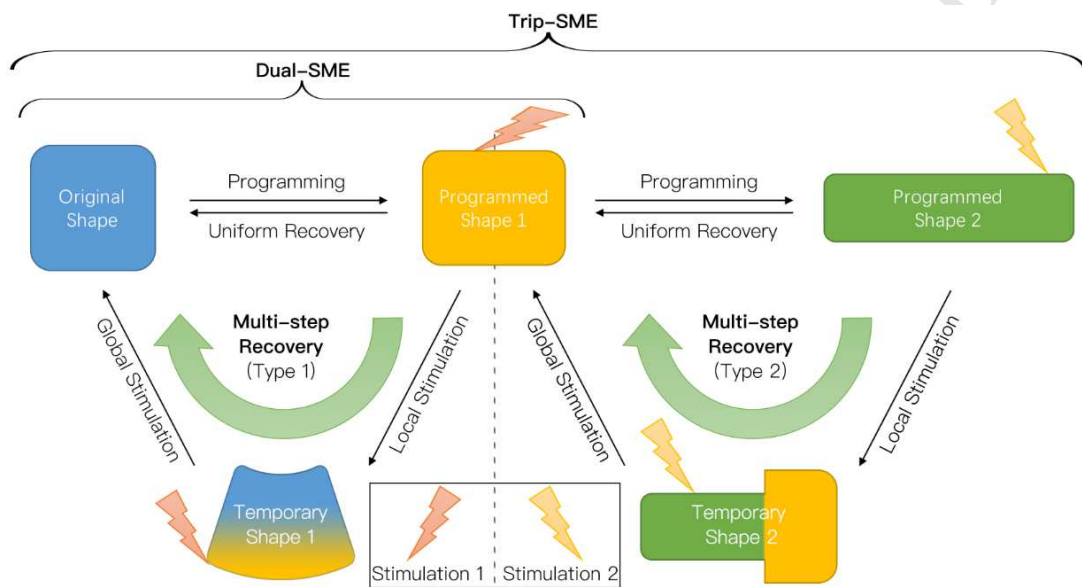 Trip-SME
Dual-SME
Original
Shape
Programming
Uniform Recovery
Programmed
Shape 1
Programming
Uniform Recovery
Programmed
Shape 2
Global Stimulation
Multi-step
Recovery
(Type 1)
Local Stimulation
Global Stimulation
Multi-step
Recovery
(Type 2)
Local Stimulation
Temporary
Shape 1
Stimulation 1
Stimulation 2
Temporary
Shape 2